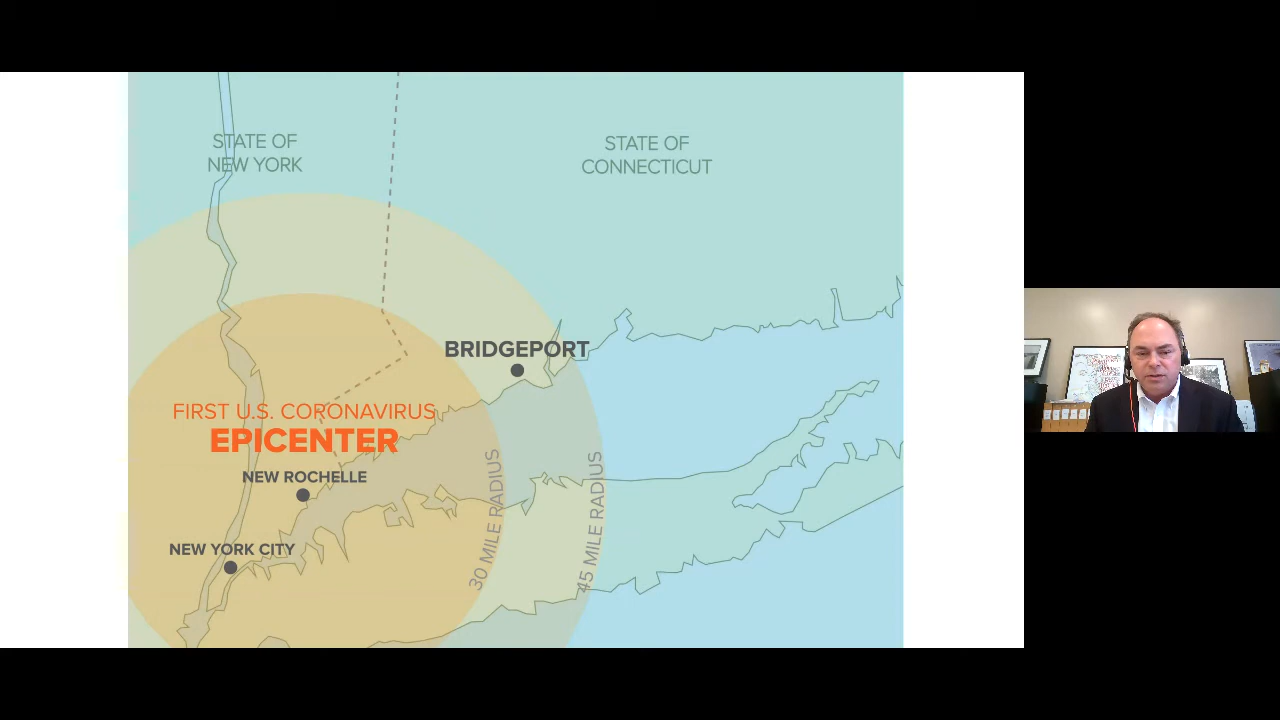 STATE OF
NEW YORK
STATE OF
CONNECTICUT
BRIDGEPORT
FIRST U.S. CORONAVIRUS
EPICENTER
NEW ROCHELLE
NEW YORK CITY
30 MILE RADIUS
45 MILE RADIUS